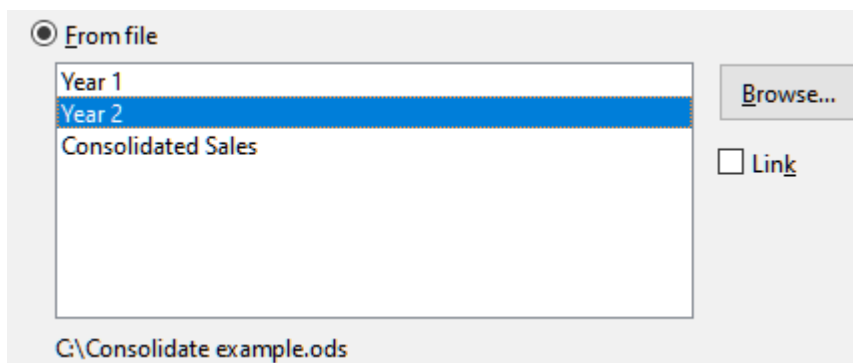 From file
Year 1
Year 2
Consolidated Sales
Browse...
Link
C:\Consolidate example.ods